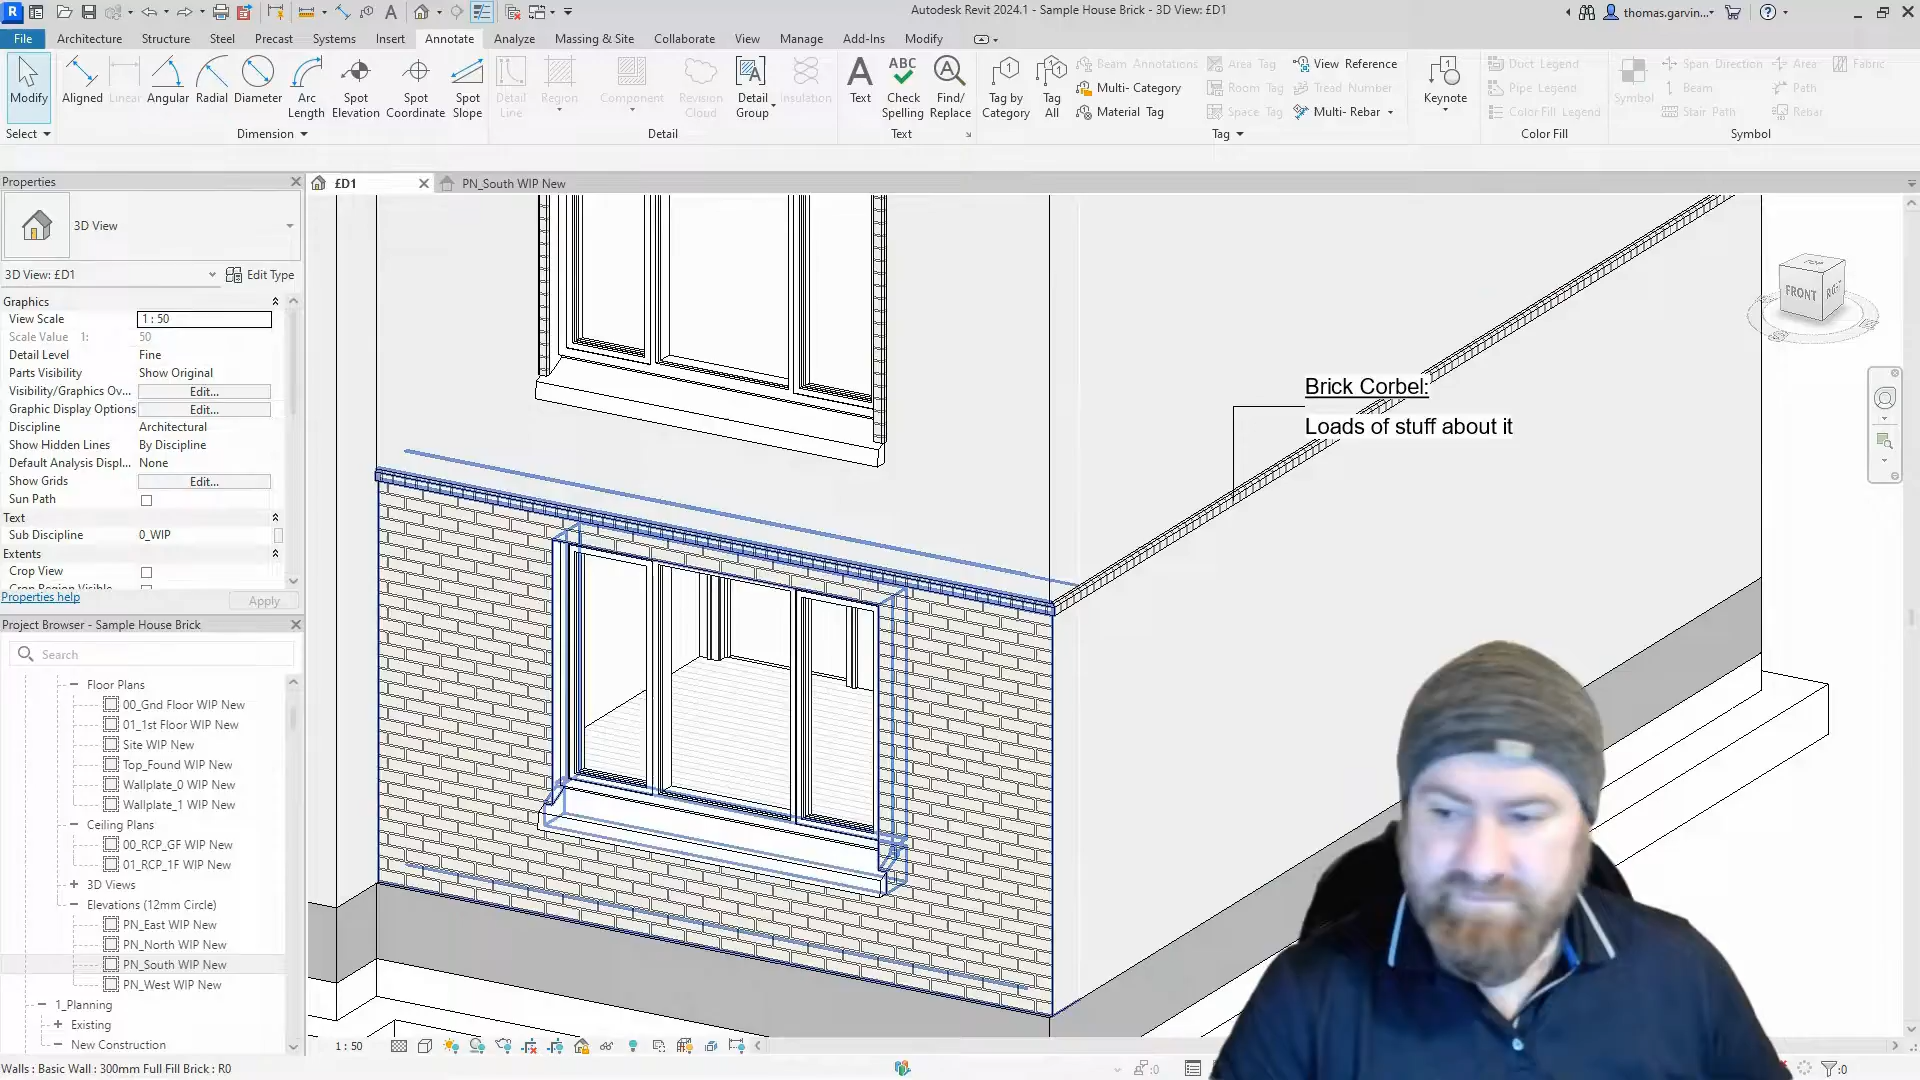 Autodesk Revit 2024.1 - Sample House Brick - 3D View: £D1
thomas.garvin...
File Architecture Structure Steel Precast Systems Insert Annotate Analyze Massing & Site Collaborate View Manage Add-Ins Modify
Modify
Select
Aligned Linear Angular Radial Diameter Arc Length Spot Elevation Spot Coordinate Spot Slope
Dimension
Detail Line Region Component Revision Cloud Detail Group Insulation
Detail
Text Check Spelling Find/ Replace
Text
Tag by Category Tag All
Beam Annotations Area Tag View Reference
Multi- Category Room Tag Tread Number
Material Tag Space Tag Multi- Rebar
Tag
Keynote
Duct Legend
Pipe Legend
Color Fill Legend
Color Fill
Symbol
Span Direction Area Fabric
Beam Path
Stair Path Rebar
Symbol
Properties
£D1
PN_South WIP New
3D View
3D View: £D1
Edit Type
Graphics
View Scale 1 : 50
Scale Value 1: 50
Detail Level Fine
Parts Visibility Show Original
Visibility/Graphics Ov... Edit...
Graphic Display Options Edit...
Discipline Architectural
Show Hidden Lines By Discipline
Default Analysis Displ... None
Show Grids Edit...
Sun Path
Text
Sub Discipline 0_WIP
Extents
Crop View
Properties help
Apply
Project Browser - Sample House Brick
Search
Floor Plans
00_Gnd Floor WIP New
01_1st Floor WIP New
Site WIP New
Top_Found WIP New
Wallplate_0 WIP New
Wallplate_1 WIP New
Ceiling Plans
00_RCP_GF WIP New
01_RCP_1F WIP New
3D Views
Elevations (12mm Circle)
PN_East WIP New
PN_North WIP New
PN_South WIP New
PN_West WIP New
1_Planning
Existing
New Construction
Brick Corbel:
Loads of stuff about it
TOP
FRONT
1 : 50
Walls : Basic Wall : 300mm Full Fill Brick : R0
:0
:0